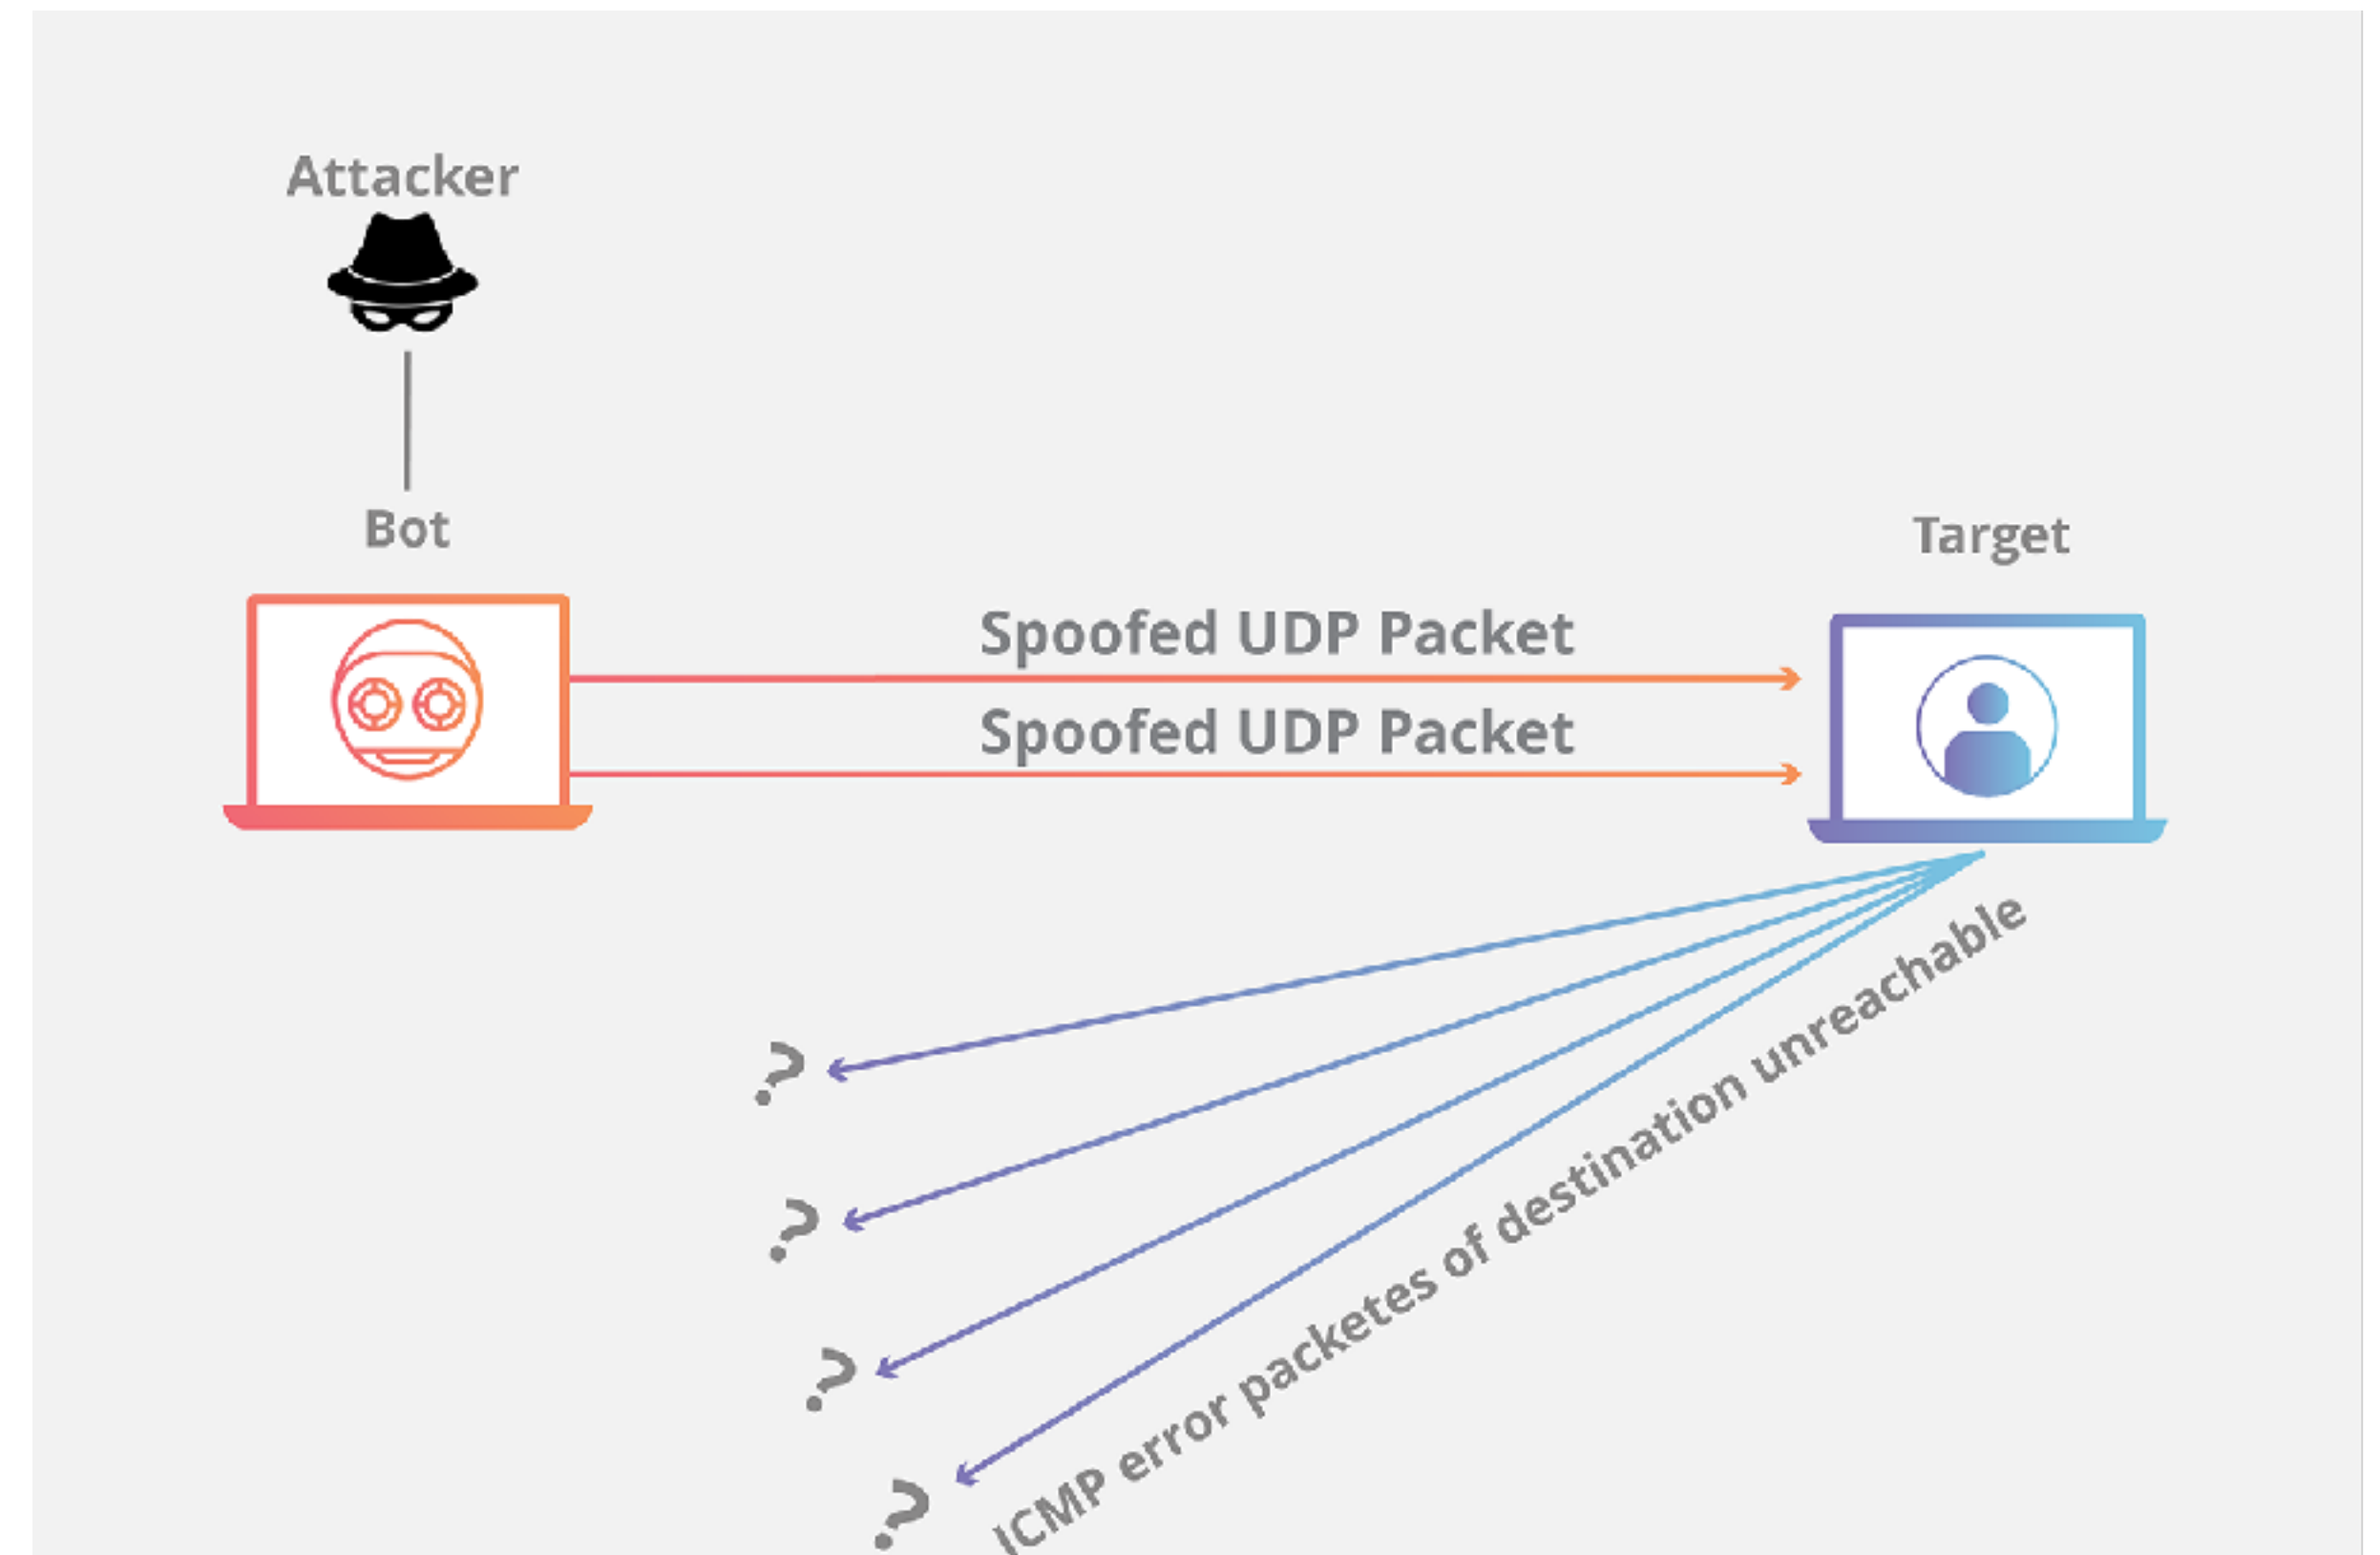 Attacker
Bot
Target
Spoofed UDP Packet
Spoofed UDP Packet
?
?
?
?
ICMP error packetes of destination unreachable